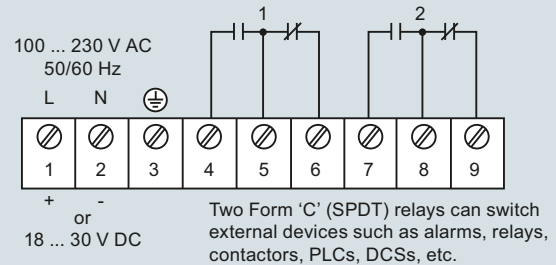 1
2
100 ... 230 V AC
50/60 Hz
L N
1 2 3 4 5 6 7 8 9
+ -
or
18 ... 30 V DC
Two Form ‘C’ (SPDT) relays can switch
external devices such as alarms, relays,
contactors, PLCs, DCSs, etc.